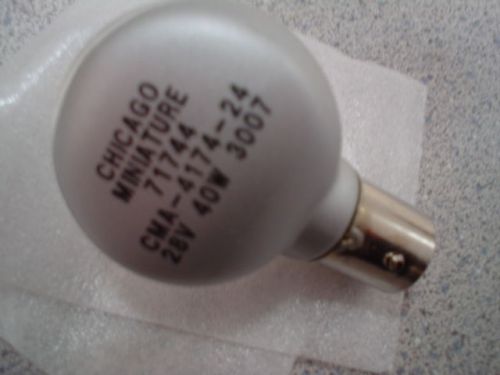 CHICAGO
MINIATURE
71744
CMA-4174-24
28V 40W 3007